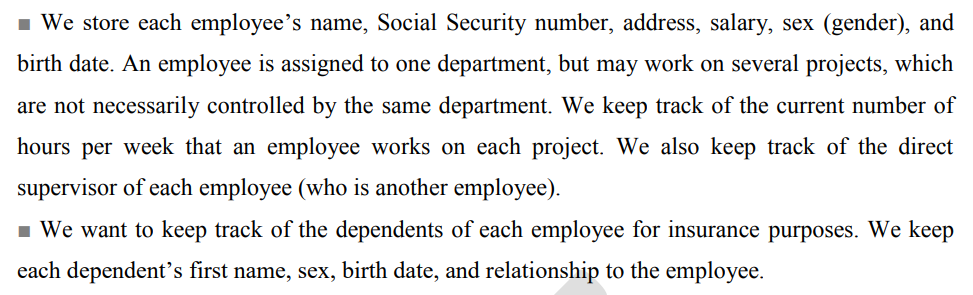 ■ We store each employee’s name, Social Security number, address, salary, sex (gender), and
birth date. An employee is assigned to one department, but may work on several projects, which
are not necessarily controlled by the same department. We keep track of the current number of
hours per week that an employee works on each project. We also keep track of the direct
supervisor of each employee (who is another employee).
■ We want to keep track of the dependents of each employee for insurance purposes. We keep
each dependent’s first name, sex, birth date, and relationship to the employee.